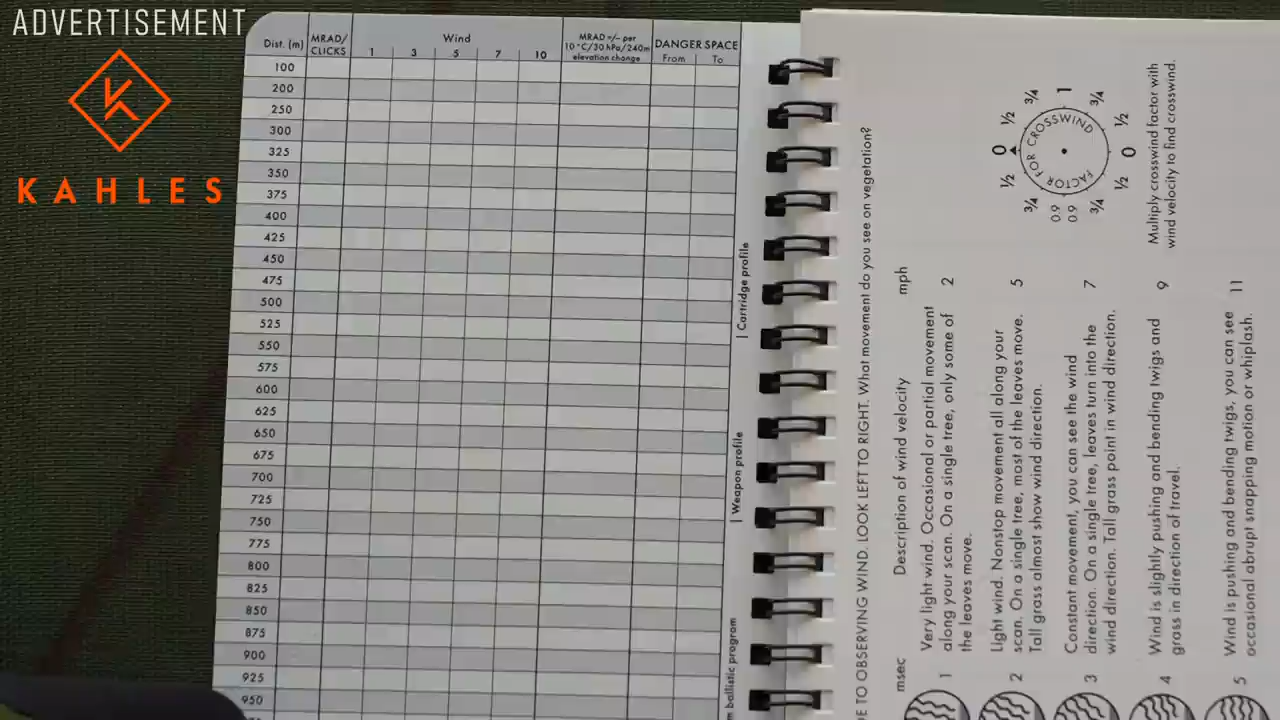 ADVERTISEMENT
KAHLES
Dist. (m)
MRAD/
CLICKS
Wind
1 3 5 7 10
MRAD +/- per
10 °C/30 hPa/240m
elevation change
DANGER SPACE
From To
100
200
250
300
325
350
375
400
425
450
475
500
525
550
575
600
625
650
675
700
725
750
775
800
825
850
875
900
925
950
Cartridge profile
Weapon profile
ballistic program
TO OBSERVING WIND. LOOK LEFT TO RIGHT. What movement do you see on vegetation?
msec Description of wind velocity mph
1 Very light wind. Occasional or partial movement 2
along your scan. On a single tree, only some of
the leaves move.
2 Light wind. Nonstop movement all along your 5
scan. On a single tree, most of the leaves move.
Tall grass almost show wind direction.
3 Constant movement, you can see the wind 7
direction. On a single tree, leaves turn into the
wind direction. Tall grass point in wind direction.
4 Wind is slightly pushing and bending twigs and 9
grass in direction of travel.
5 Wind is pushing and bending twigs, you can see 11
occasional abrupt snapping motion or whiplash.
FACTOR FOR CROSSWIND
0 ½ ¾ 1 ¾ ½ 0 ½ ¾ 0.9 0.9 ¾ ½
Multiply crosswind factor with
wind velocity to find crosswind.